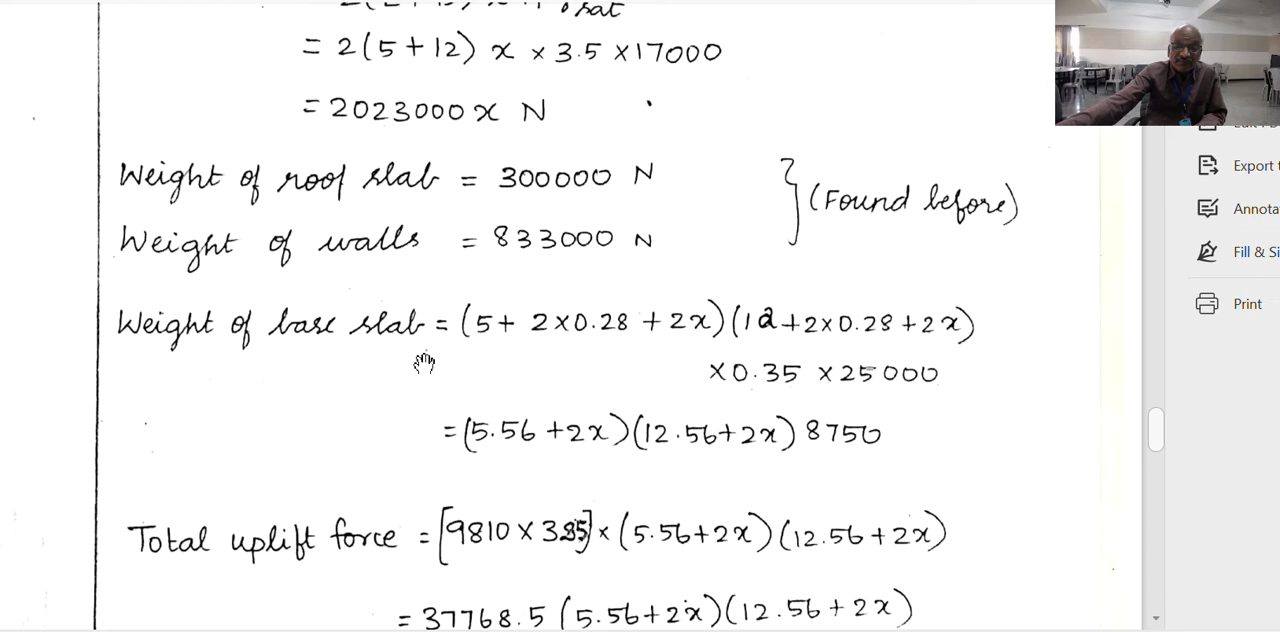 = 2(5+12) x × 3.5 ×17000
= 2023000 x N
Weight of roof slab = 300000 N
Weight of walls = 833000 N
} (Found before)
Weight of base slab = (5+ 2×0.28 +2x)(12+2×0.28+2x)
×0.35 ×25000
= (5.56 +2x)(12.56+2x) 8750
Total uplift force = [9810 × 3.85] × (5.56+2x)(12.56+2x)
= 37768.5 (5.56+2x)(12.56+2x)
Export t
Annota
Fill & Si
Print